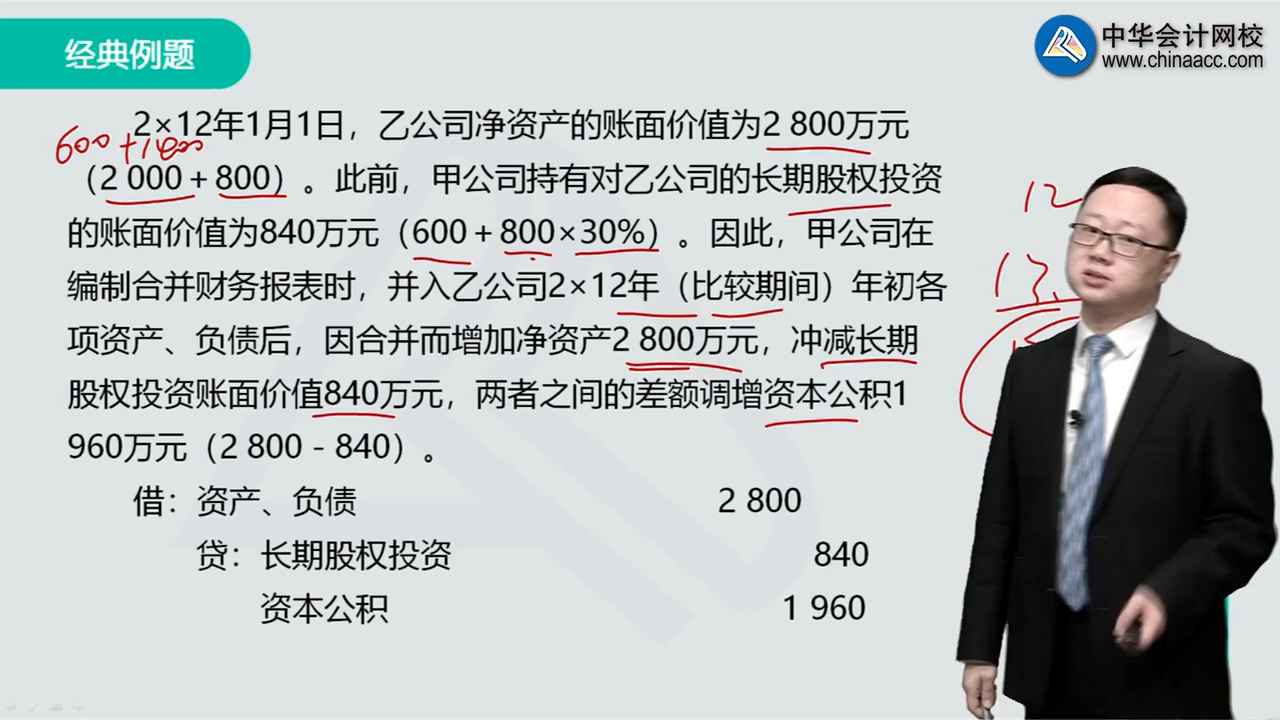 经典例题
中华会计网校
www.chinaacc.com
2×12年1月1日，乙公司净资产的账面价值为2 800万元
600+1400
（2 000＋800）。此前，甲公司持有对乙公司的长期股权投资
的账面价值为840万元（600＋800×30%）。因此，甲公司在
编制合并财务报表时，并入乙公司2×12年（比较期间）年初各
项资产、负债后，因合并而增加净资产2 800万元，冲减长期
股权投资账面价值840万元，两者之间的差额调增资本公积1
960万元（2 800－840）。
借：资产、负债 2 800
贷：长期股权投资 840
资本公积 1 960
12
13.